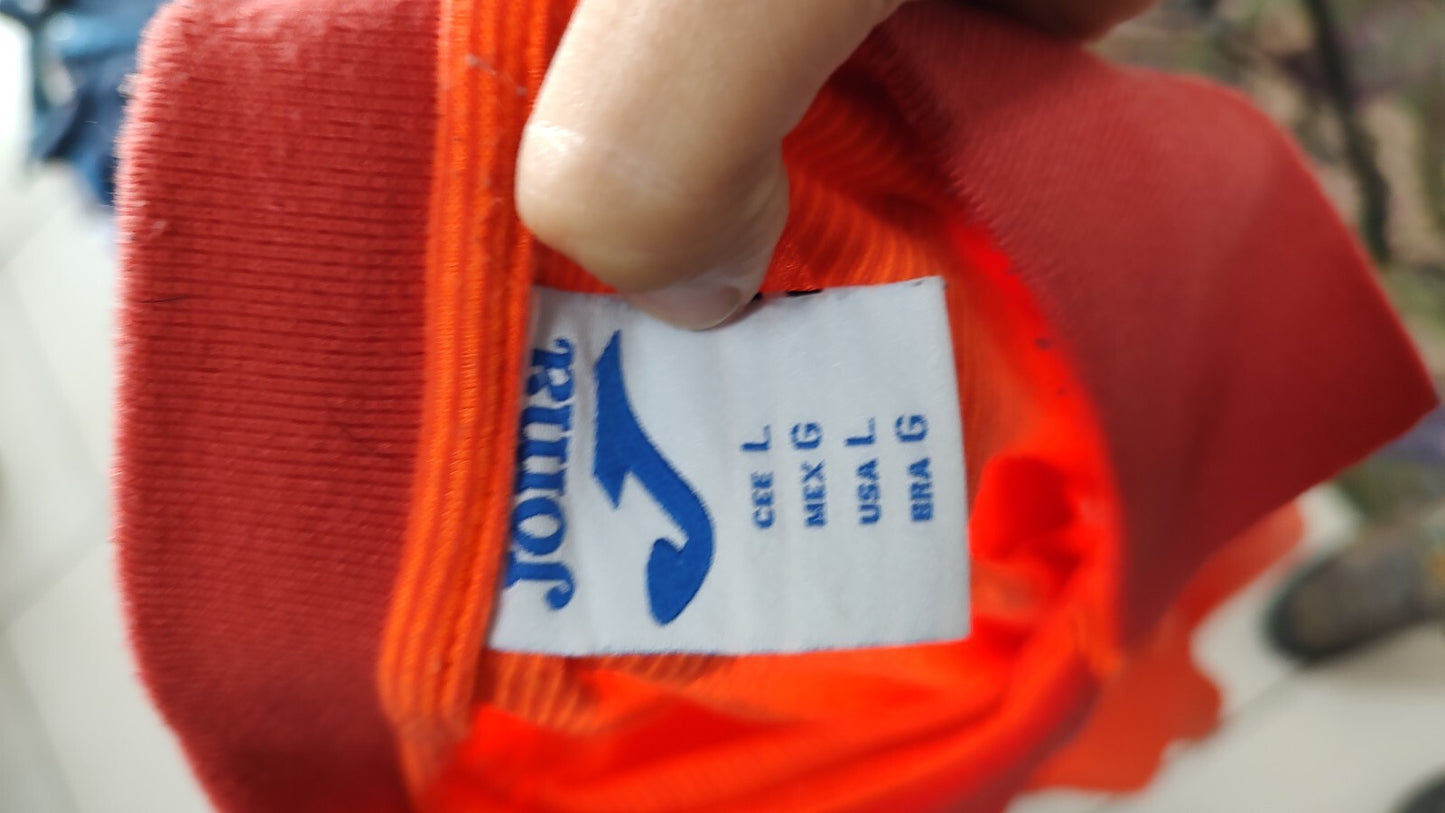 Joma
CEE L
MEX G
USA L
BRA G